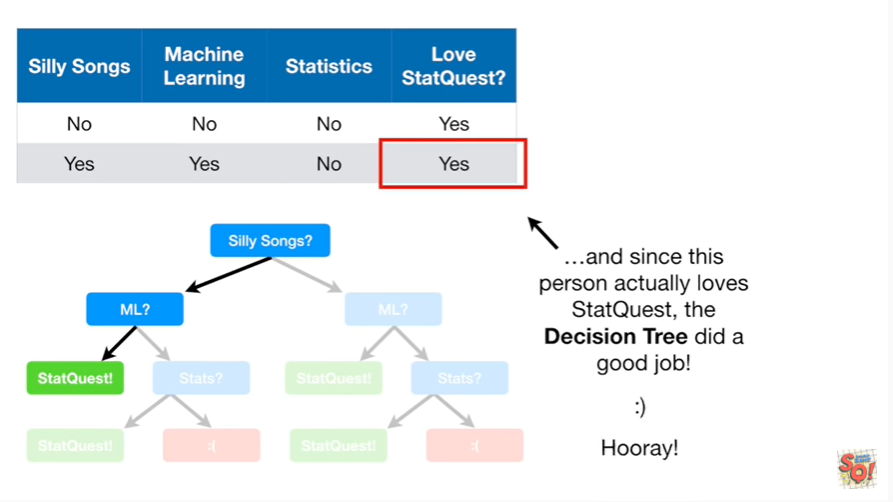 Silly Songs
Machine Learning
Statistics
Love StatQuest?
No No No Yes
Yes Yes No Yes
Silly Songs?
ML? ML?
StatQuest! Stats? StatQuest! Stats?
StatQuest! :( StatQuest! :(
…and since this
person actually loves
StatQuest, the
Decision Tree did a
good job!
:)
Hooray!
SQ!